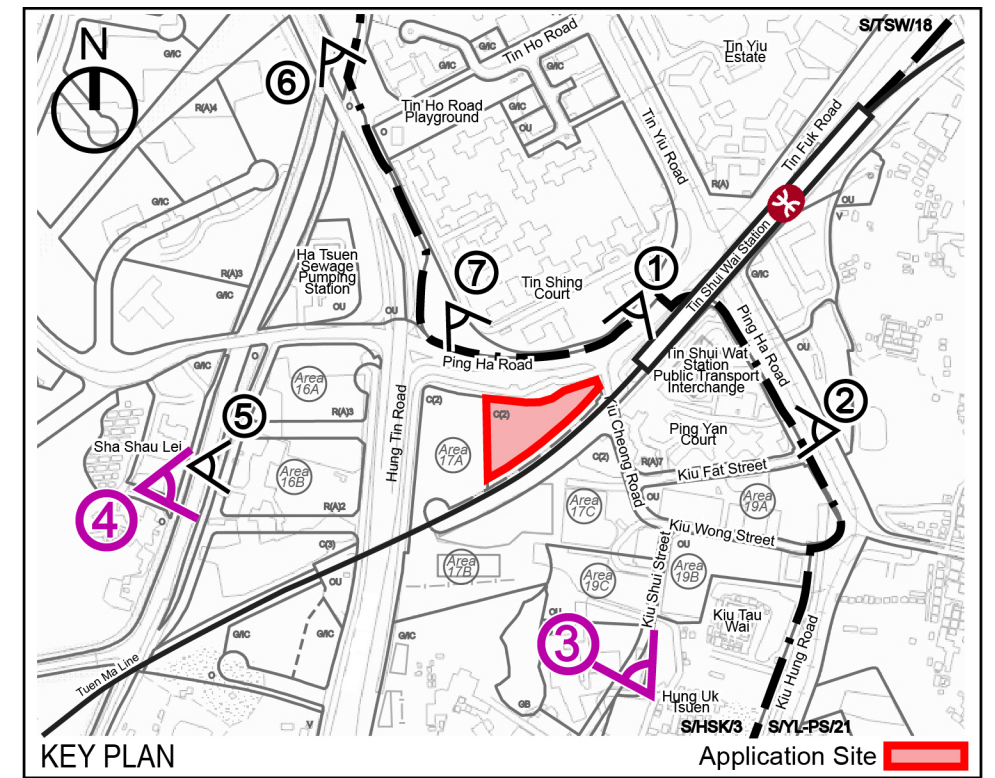 S/TSW/18
N
G/IC
Tin Ho Road
Tin Yiu
Estate
6
G/IC
G/IC
R(A)4
O
Tin Ho Road
Playground
G/IC
OU
O
Tin Yiu Road
Tin Fuk Road
R(A)
OU
V
G/IC
Ha Tsuen
Sewage
Pumping
Station
R(A)3
G/IC
OU
OU
7
Tin Shing
Court
1
Tin Shui Wai Station
G/IC
Ping Ha Road
Ping Ha Road
OU
Tin Shui Wat
Station
Public Transport
Interchange
O
G/IC
Area
16A
R(A)3
C(2)
C(2)
Hung Tin Road
Area
17A
Kiu Cheong Road
2
Ping Yan
Court
C(2)
R(A)7
Kiu Fat Street
5
Sha Shau Lei
Area
16B
R(A)2
4
O
OU
Area
17C
Area
19A
Kiu Wong Street
OU
C(3)
OU
Area
17B
Area
19C
Area
19B
Kiu Shui Street
OU
Kiu Tau
Wai
G/IC
G/IC
G/IC
3
Kiu Hung Road
Tuen Ma Line
V
GB
Hung Uk
Tsuen
S/HSK/3
S/YL-PS/21
KEY PLAN
Application Site